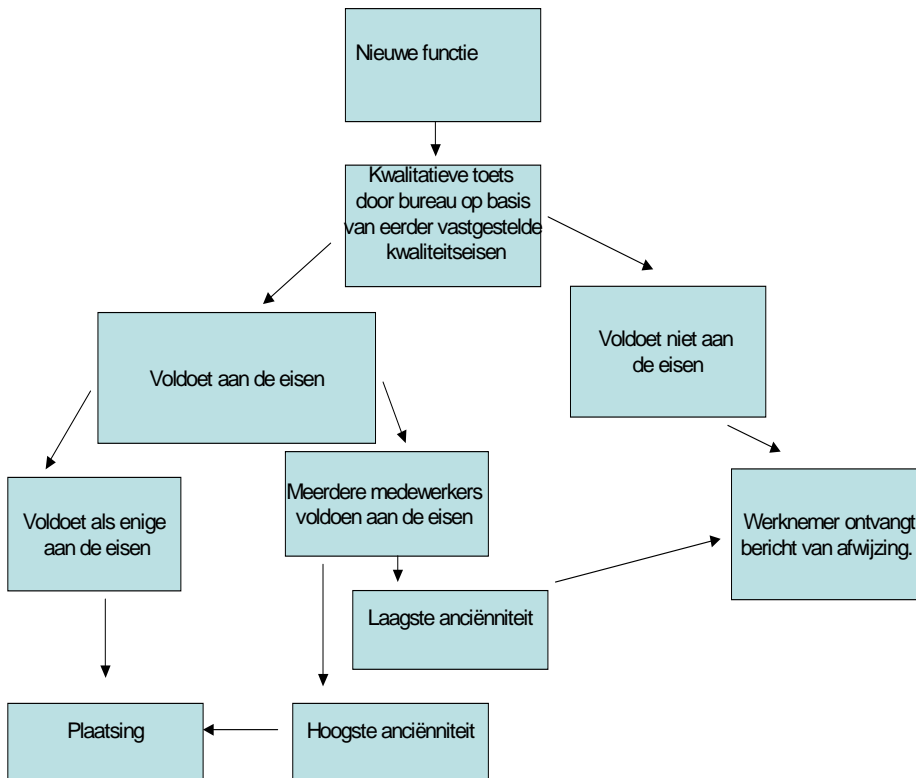 Nieuwe functie
Kwalitatieve toets
door bureau op basis
van eerder vastgestelde
kwaliteitseisen
Voldoet aan de eisen
Voldoet niet aan
de eisen
Voldoet als enige
aan de eisen
Meerdere medewerkers
voldoen aan de eisen
Werknemer ontvangt
bericht van afwijzing.
Laagste anciënniteit
Plaatsing
Hoogste anciënniteit